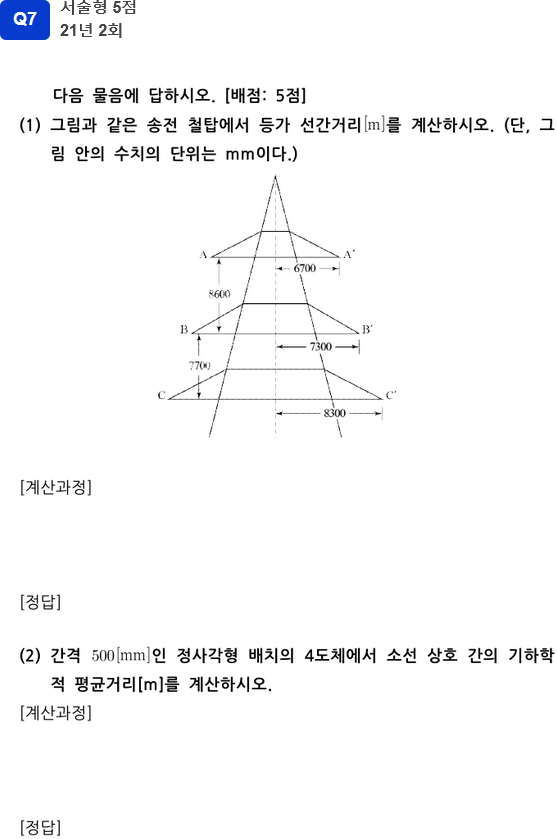 Q7
서술형 5점
21년 2회
다음 물음에 답하시오. [배점: 5점]
(1) 그림과 같은 송전 철탑에서 등가 선간거리[m]를 계산하시오. (단, 그
림 안의 수치의 단위는 mm이다.)
A A′
6700
8600
B B′
7300
7700
C C′
8300
[계산과정]
[정답]
(2) 간격 500[mm]인 정사각형 배치의 4도체에서 소선 상호 간의 기하학
적 평균거리[m]를 계산하시오.
[계산과정]
[정답]